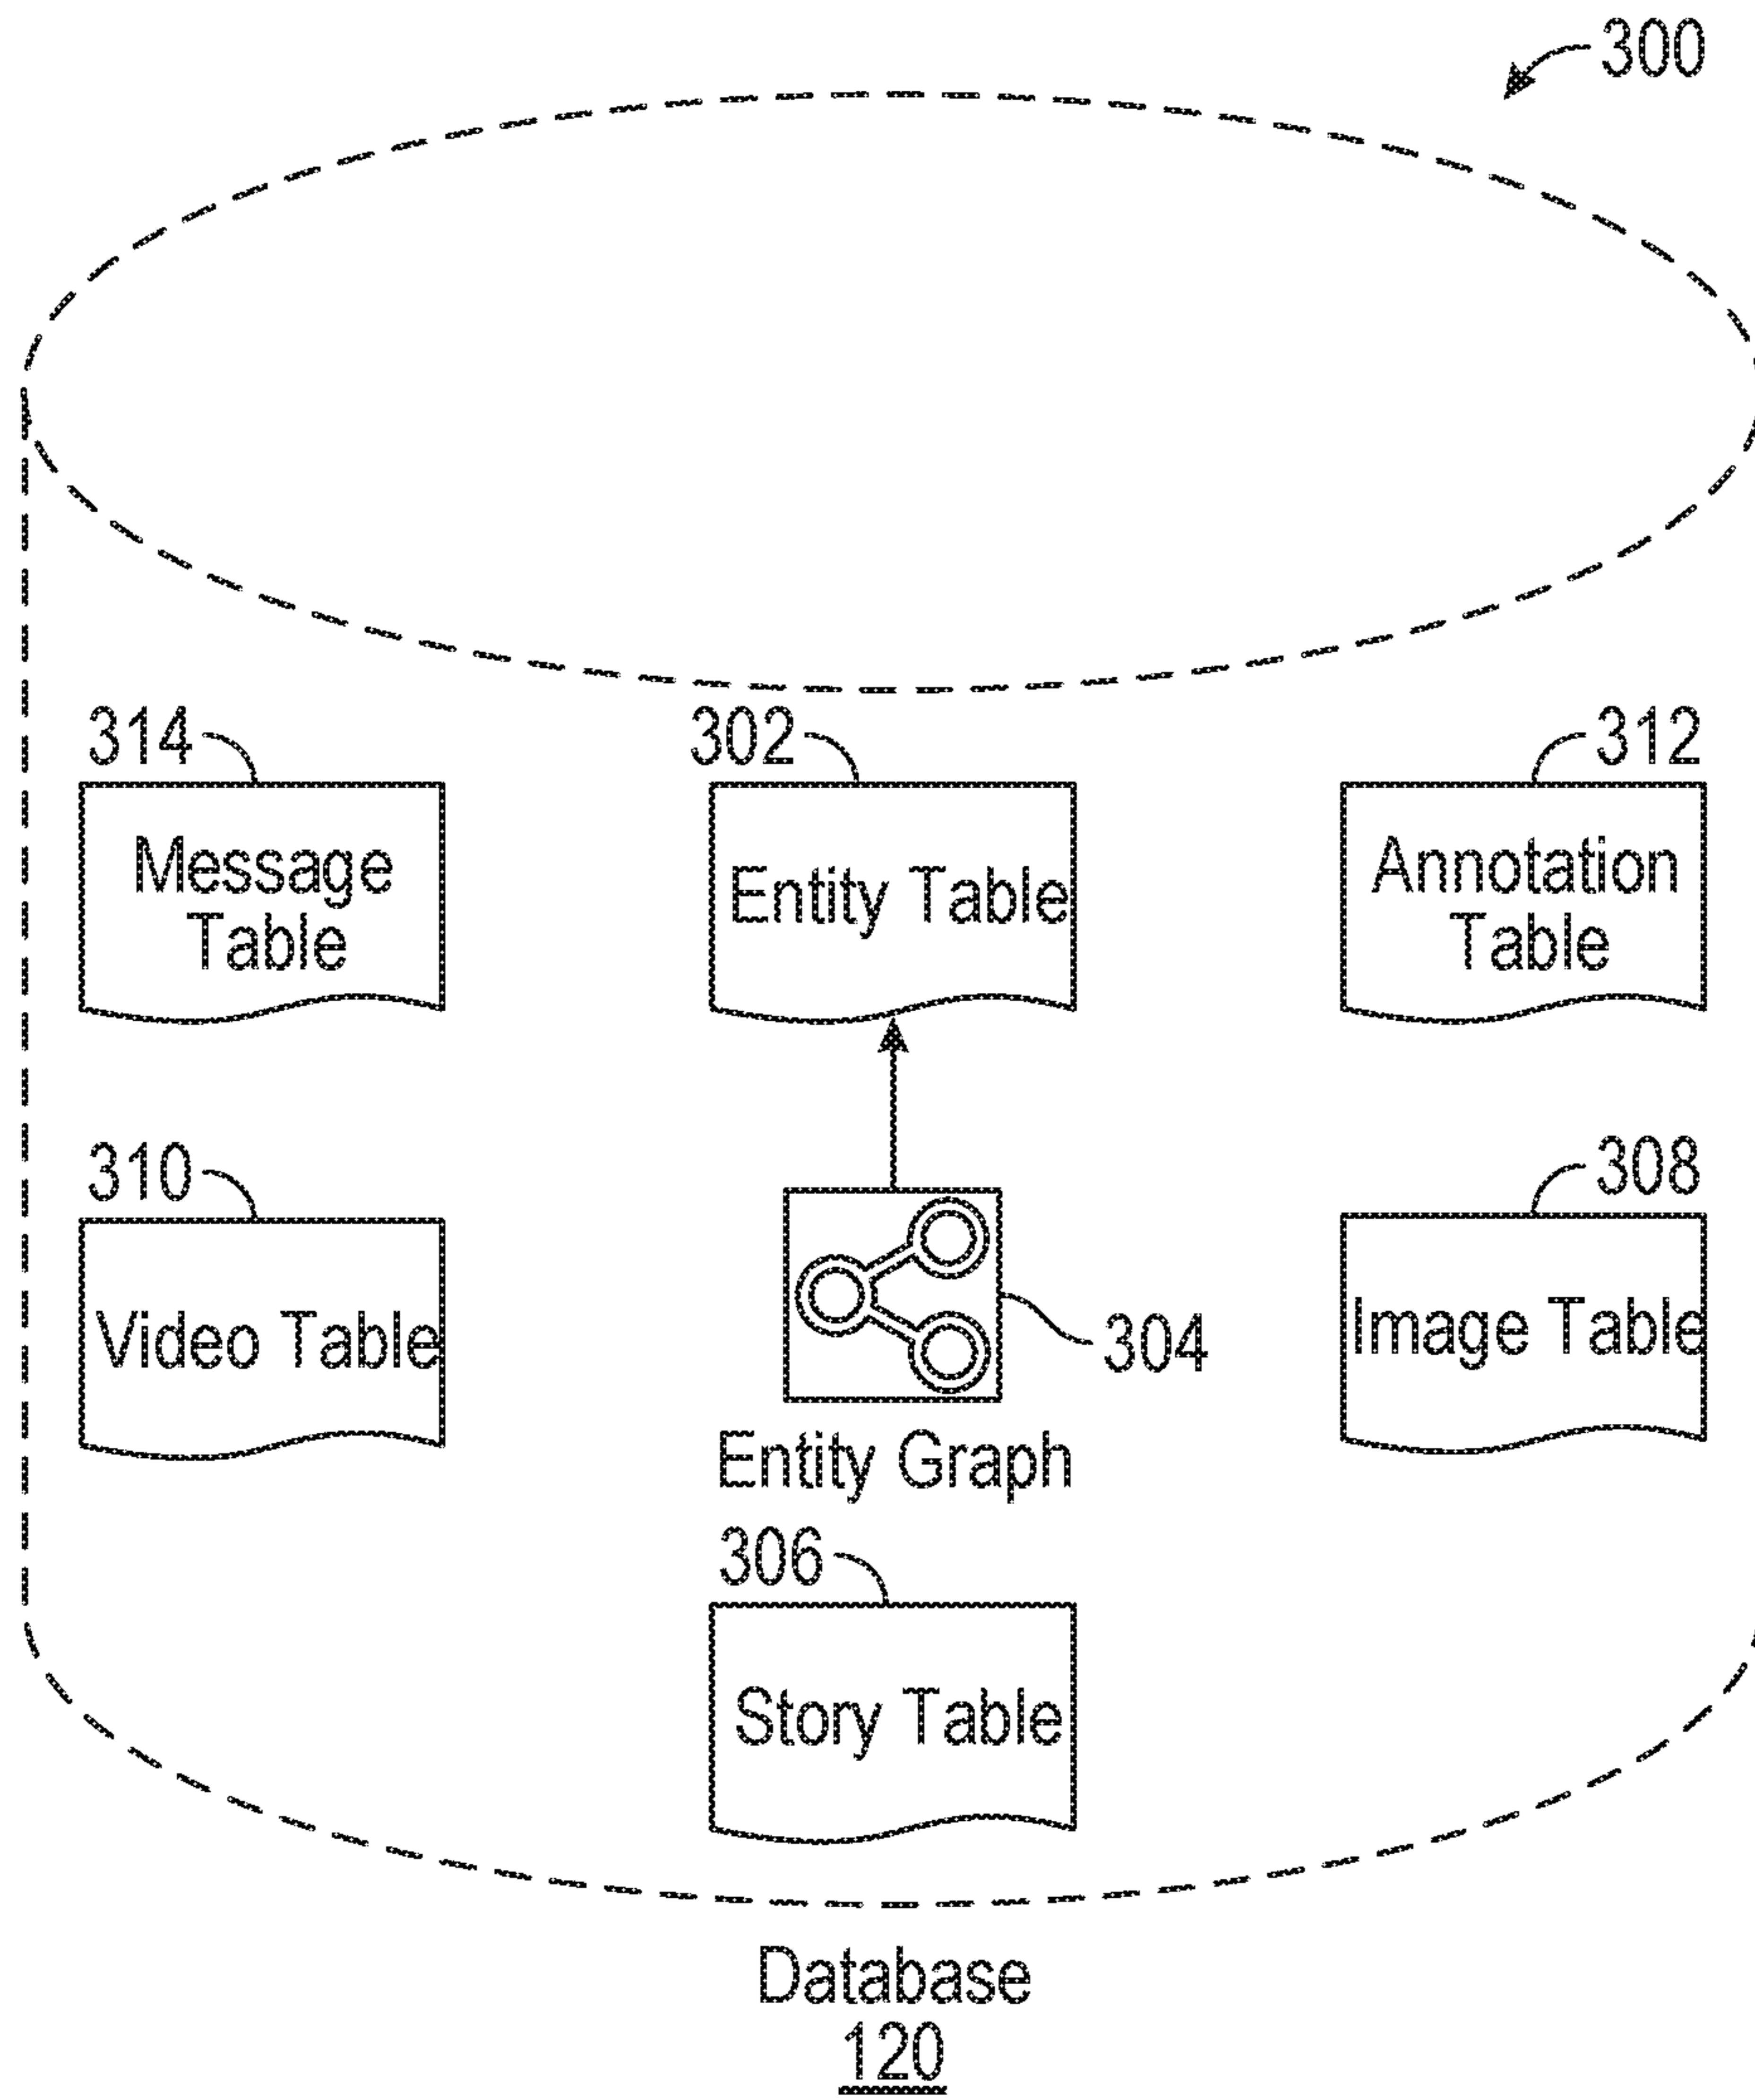 300
314
302
312
Message
Table
Entity Table
Annotation
Table
310
308
Video Table
304
Image Table
Entity Graph
306
Story Table
Database
120